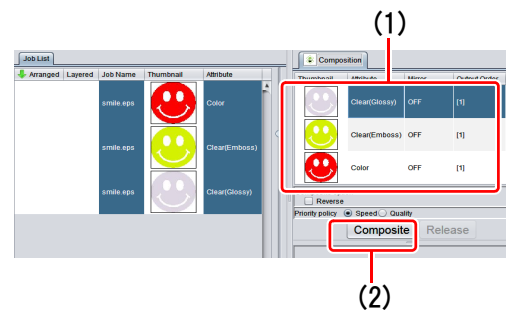 (1)
Job List
Composition
Arranged Layered Job Name Thumbnail Attribute
Thumbnail Attribute Mirror Output Order
smile.eps Color
Clear(Glossy) OFF [1]
smile.eps Clear(Emboss)
Clear(Emboss) OFF [1]
smile.eps Clear(Glossy)
Color OFF [1]
Reverse
Priority policy Speed Quality
Composite Release
(2)